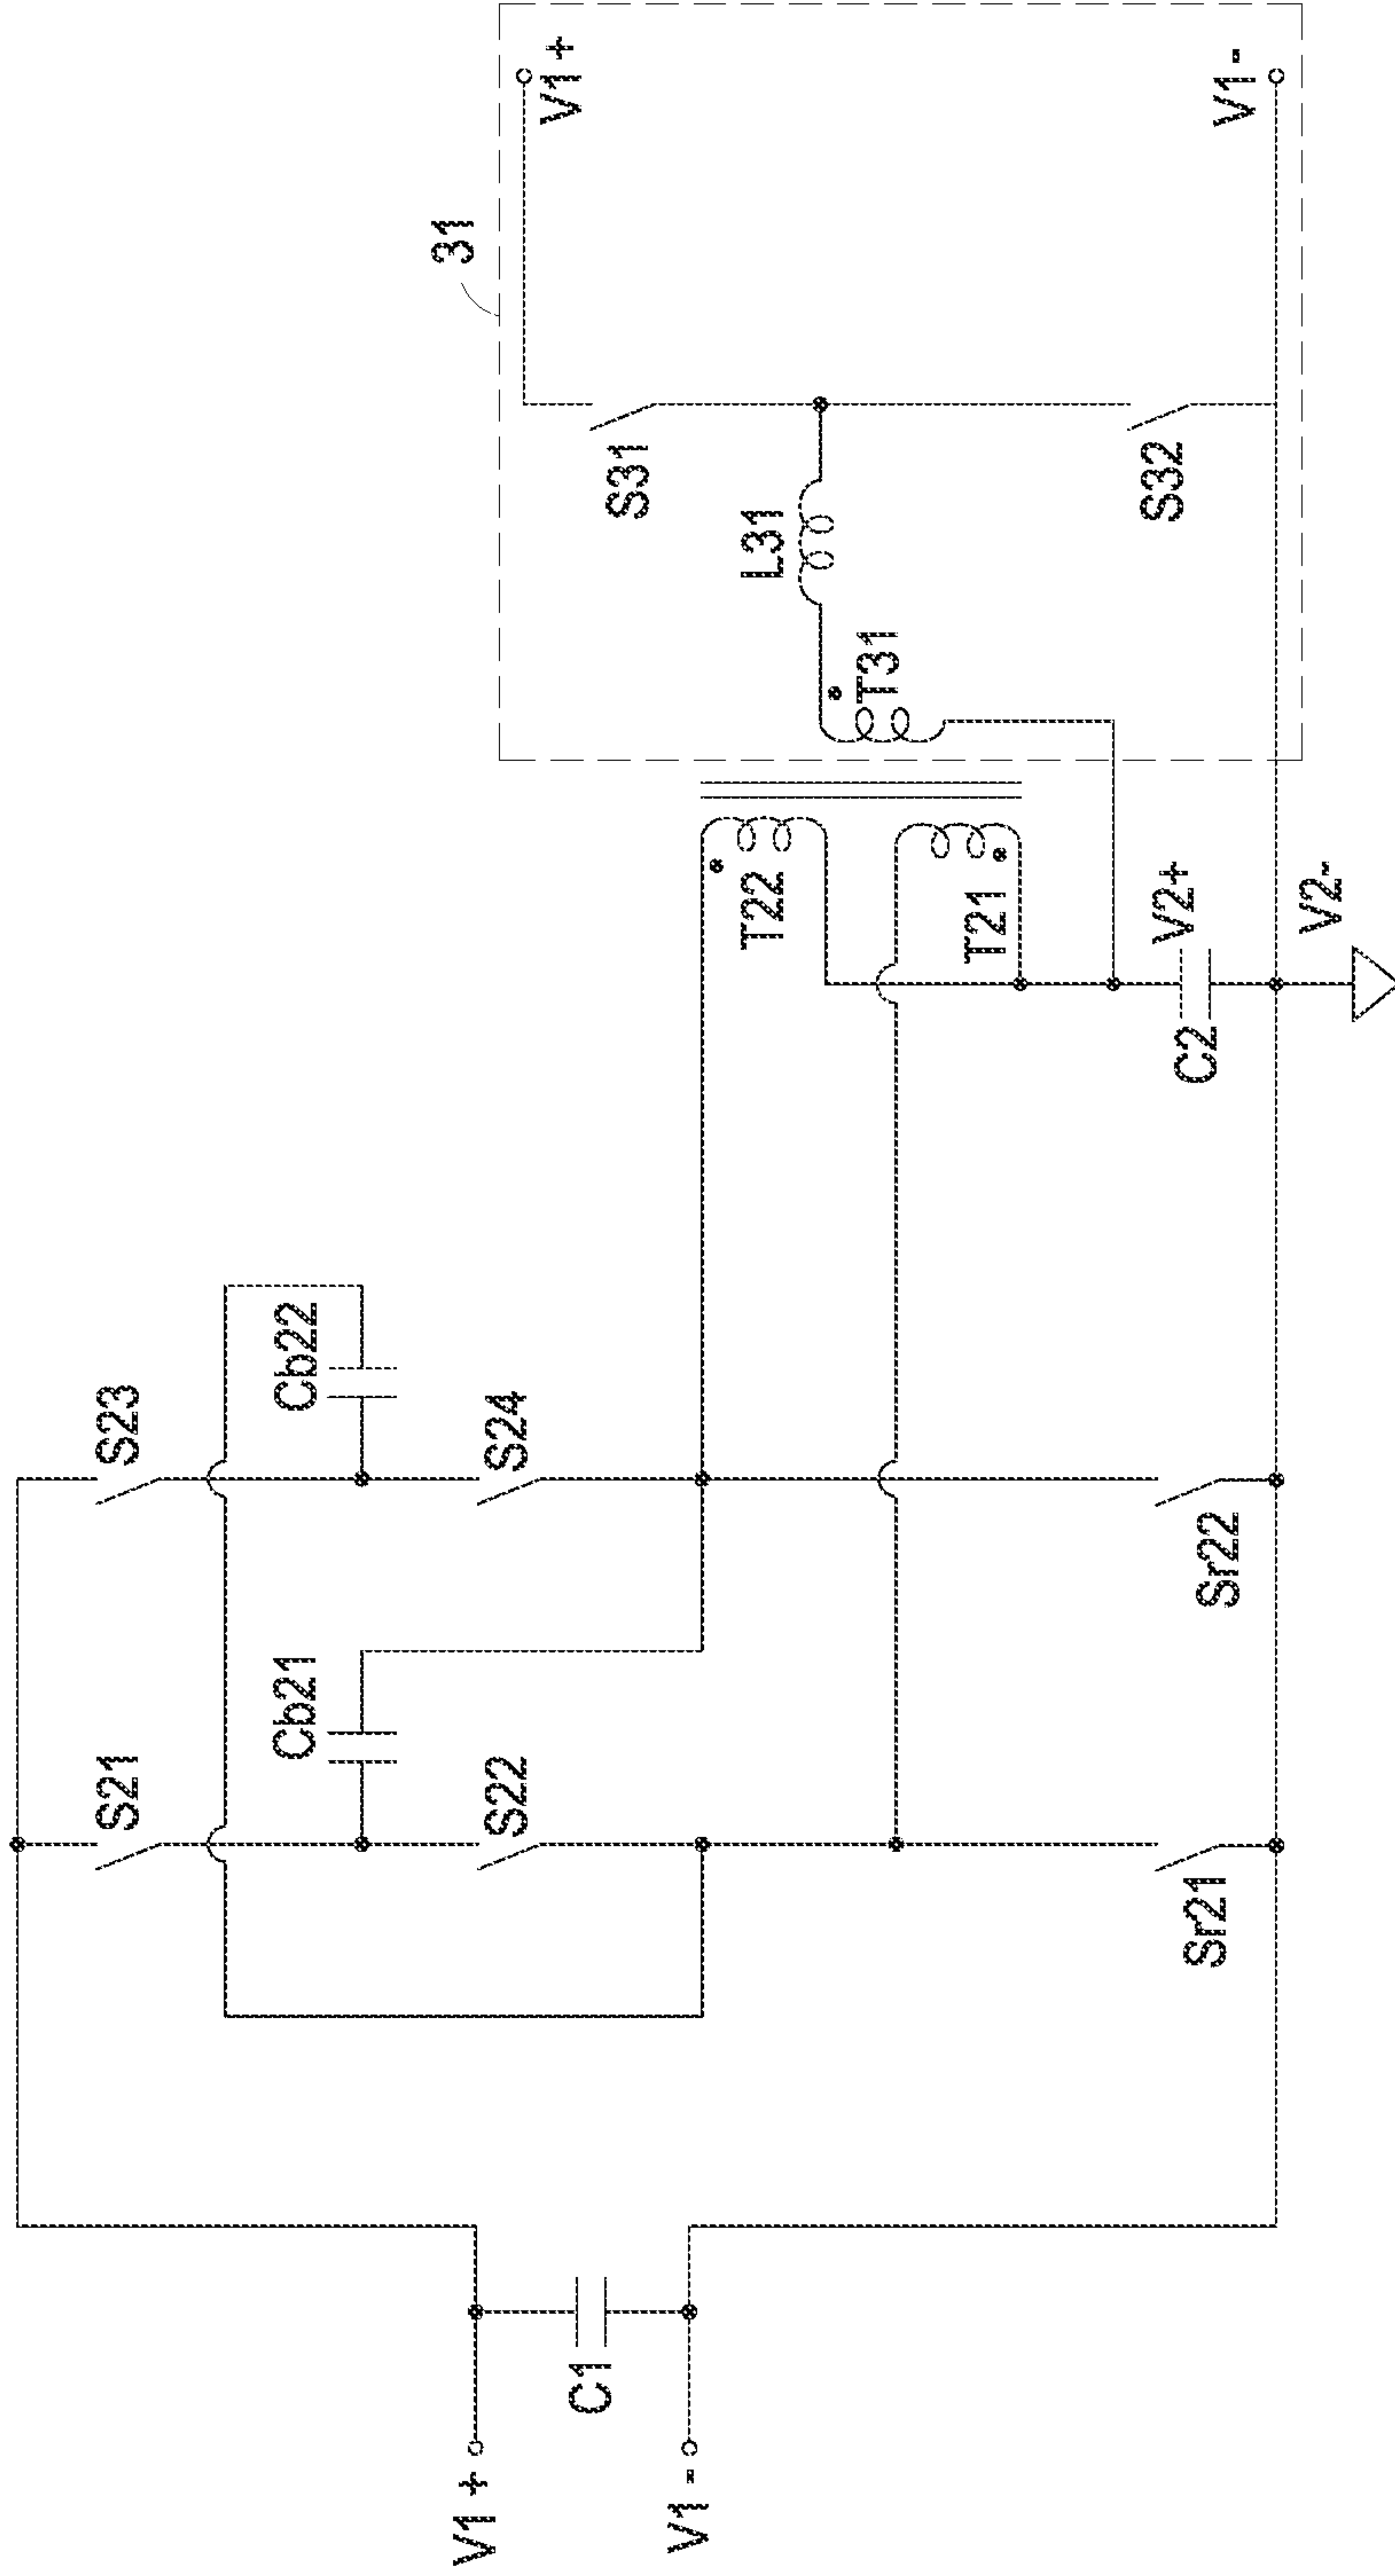 S21
S23
Cb21
Cb22
31
V1+
V1 +
C1
V1 -
S22
S24
S31
L31
T22
T31
T21
Sr21
Sr22
C2
V2+
S32
V1-
V2-